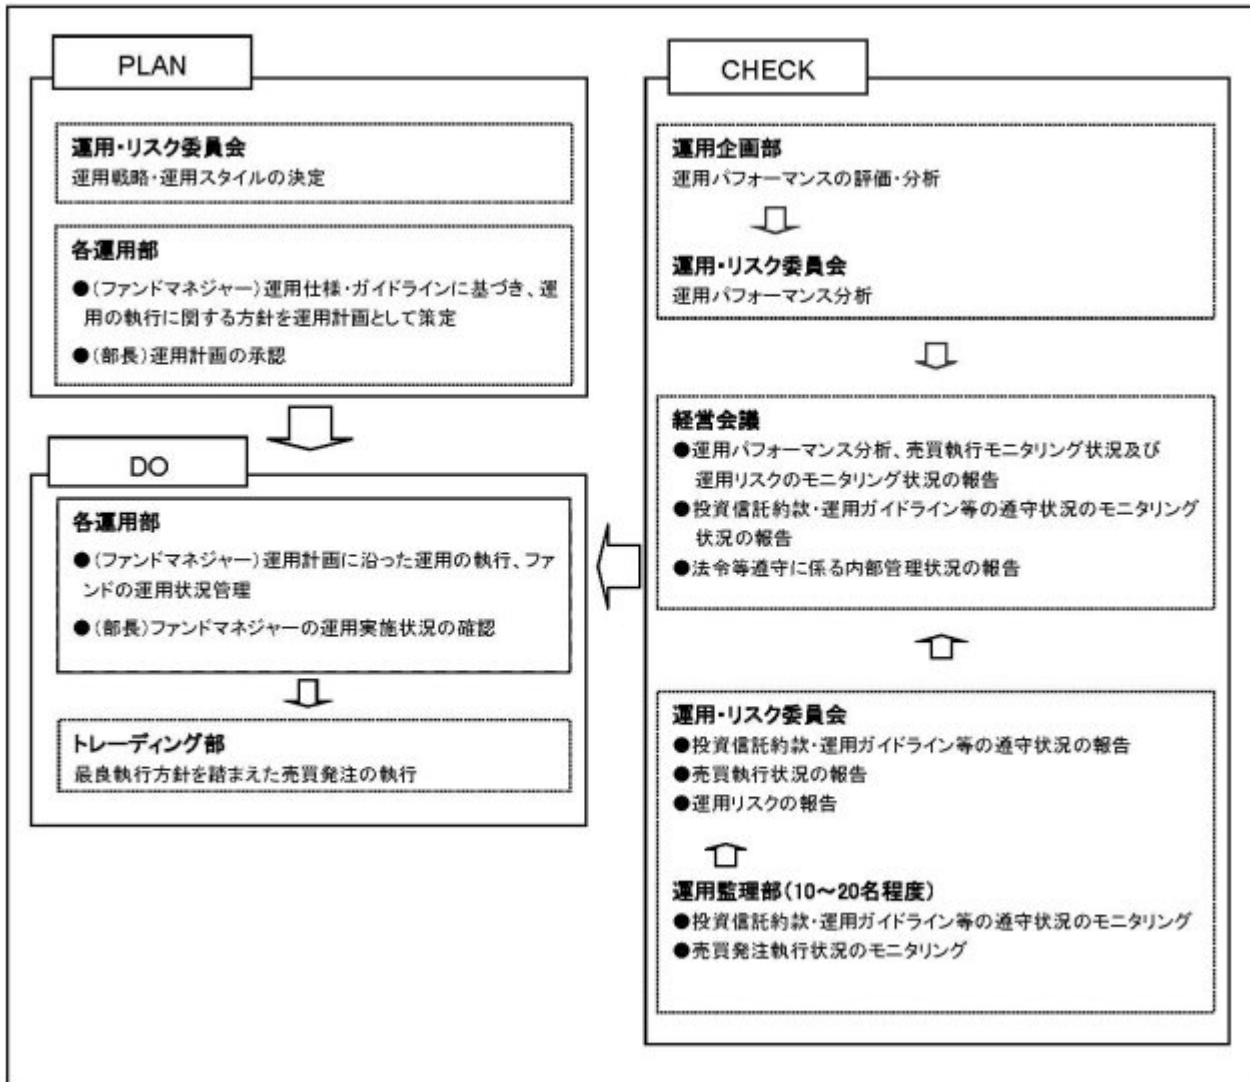 PLAN
運用・リスク委員会
運用戦略・運用スタイルの決定
各運用部
●(ファンドマネジャー)運用仕様・ガイドラインに基づき、運
用の執行に関する方針を運用計画として策定
●(部長)運用計画の承認
DO
各運用部
●(ファンドマネジャー)運用計画に沿った運用の執行、ファ
ンドの運用状況管理
●(部長)ファンドマネジャーの運用実施状況の確認
トレーディング部
最良執行方針を踏まえた売買発注の執行
CHECK
運用企画部
運用パフォーマンスの評価・分析
運用・リスク委員会
運用パフォーマンス分析
経営会議
●運用パフォーマンス分析、売買執行モニタリング状況及び
運用リスクのモニタリング状況の報告
●投資信託約款・運用ガイドライン等の遵守状況のモニタリング
状況の報告
●法令等遵守に係る内部管理状況の報告
運用・リスク委員会
●投資信託約款・運用ガイドライン等の遵守状況の報告
●売買執行状況の報告
●運用リスクの報告
運用監理部(10～20名程度)
●投資信託約款・運用ガイドライン等の遵守状況のモニタリング
●売買発注執行状況のモニタリング